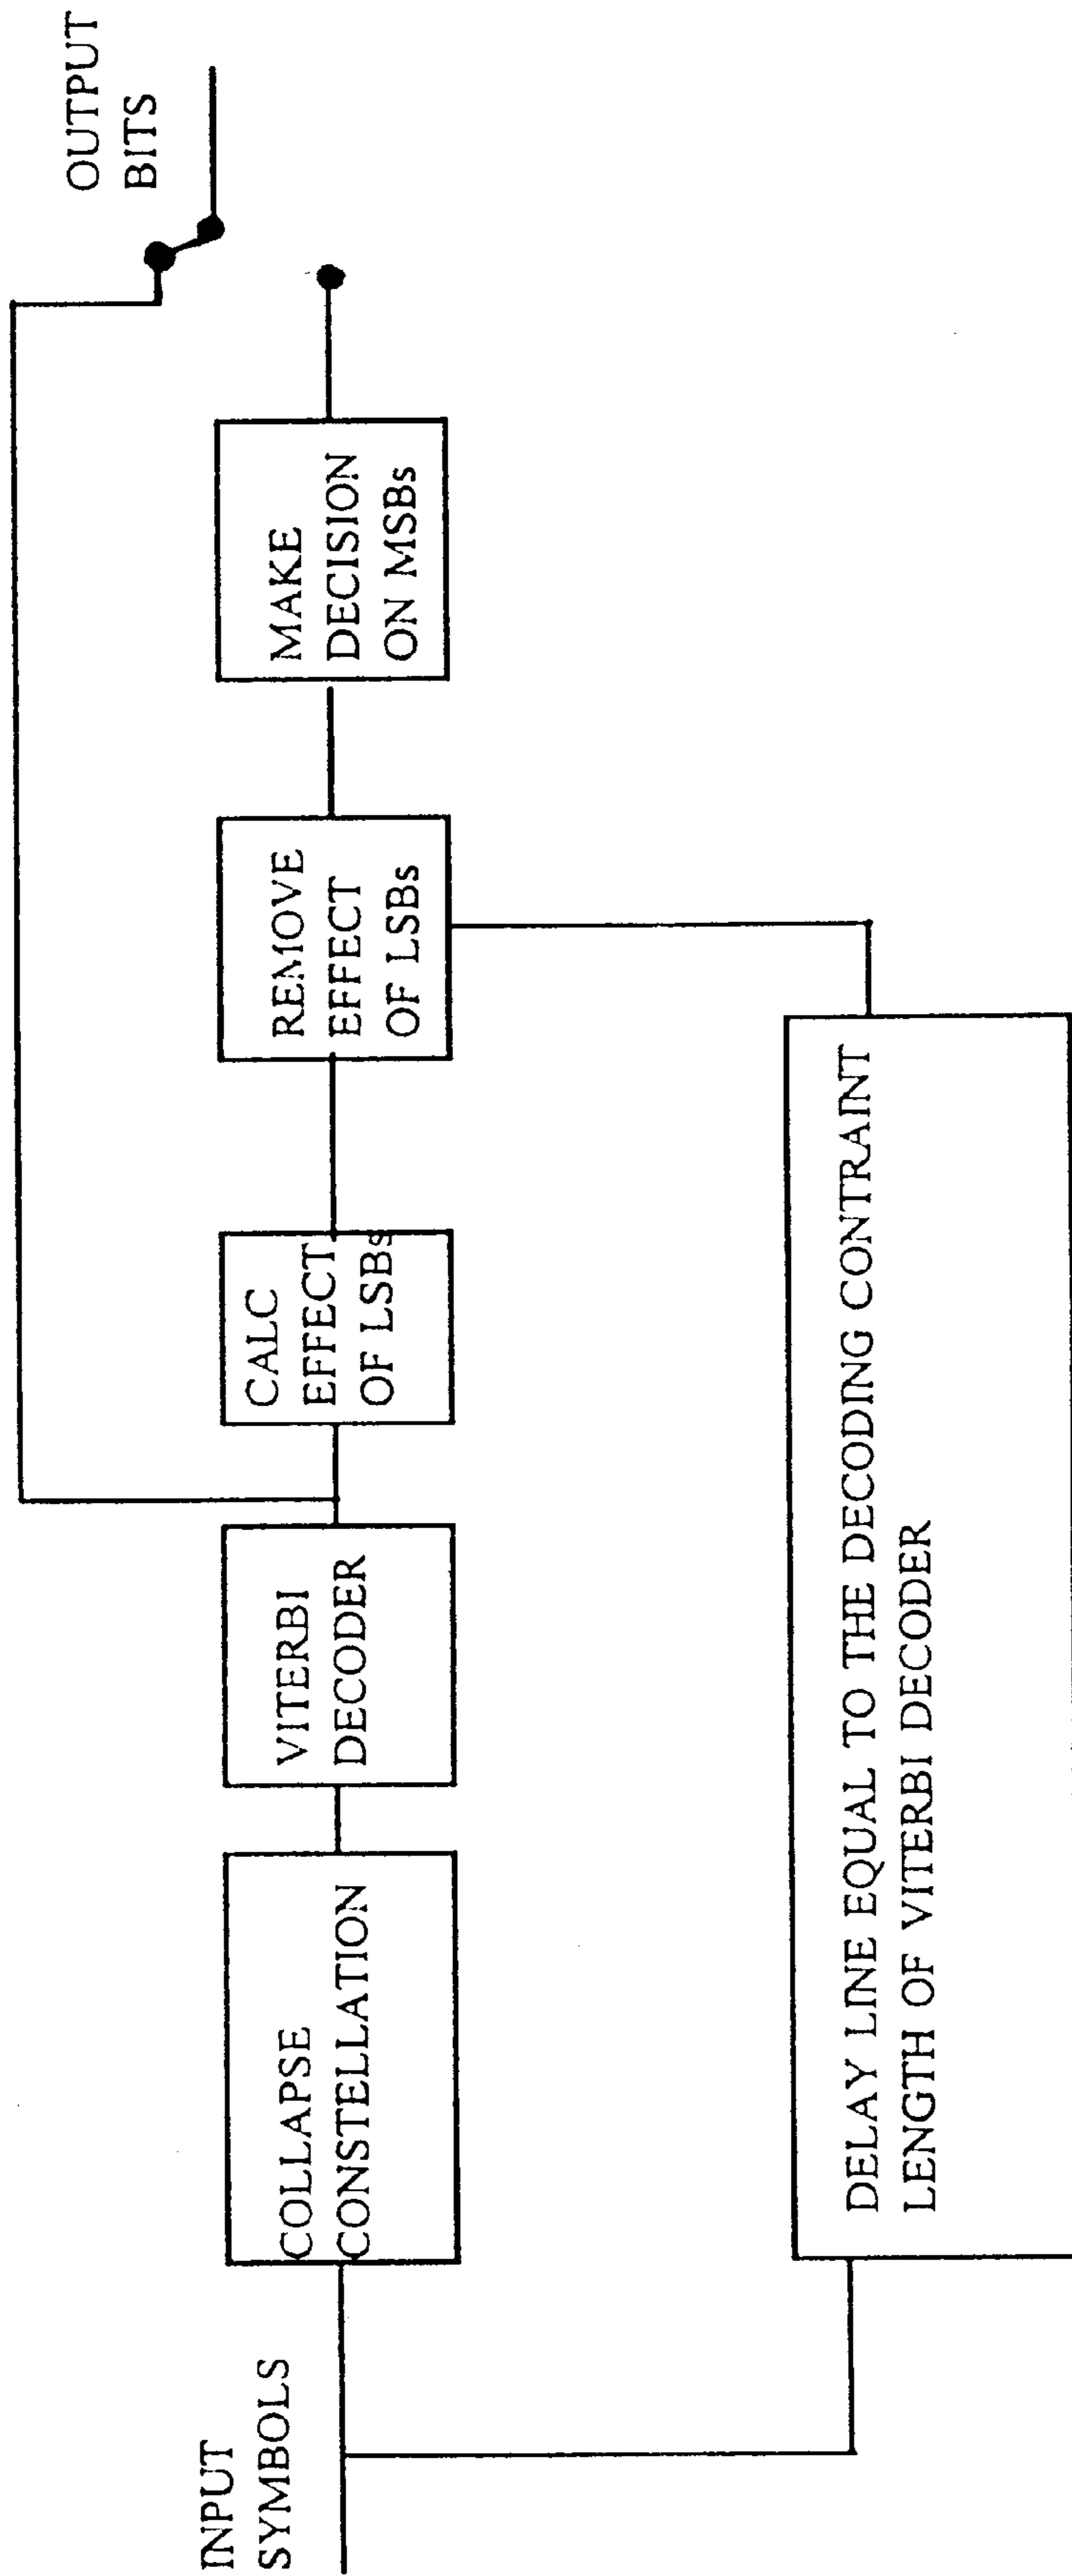 INPUT
SYMBOLS
COLLAPSE
CONSTELLATION
VITERBI
DECODER
CALC
EFFECT
OF LSBs
REMOVE
EFFECT
OF LSBs
MAKE
DECISION
ON MSBs
OUTPUT
BITS
DELAY LINE EQUAL TO THE DECODING CONTRAINT
LENGTH OF VITERBI DECODER